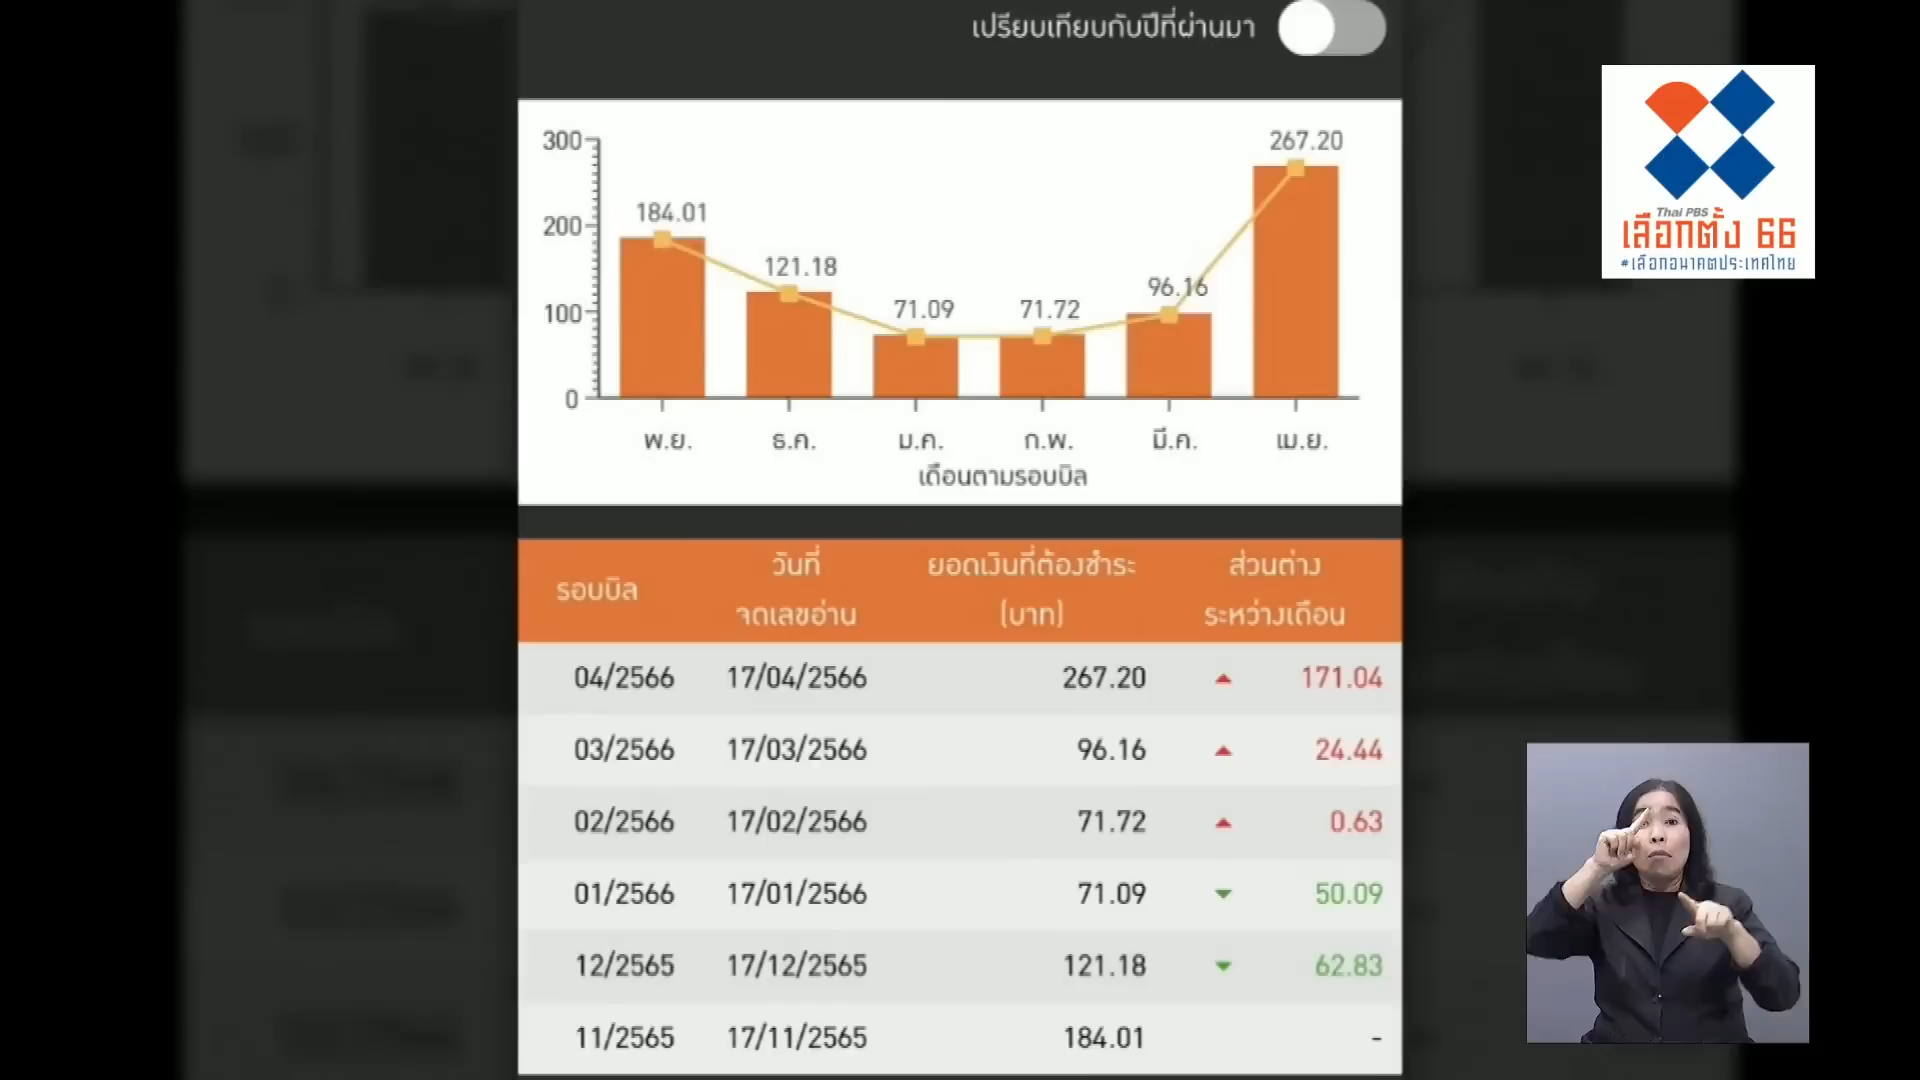 เปรียบเทียบกับปีที่ผ่านมา
300
267.20
184.01
200
121.18
96.16
71.09
71.72
100
0
พ.ย.
ธ.ค.
ม.ค.
ก.พ.
มี.ค.
เม.ย.
เดือนตามรอบบิล
รอบบิล
วันที่
จดเลขอ่าน
ยอดเงินที่ต้องชำระ
(บาท)
ส่วนต่าง
ระหว่างเดือน
04/2566 17/04/2566 267.20 171.04
03/2566 17/03/2566 96.16 24.44
02/2566 17/02/2566 71.72 0.63
01/2566 17/01/2566 71.09 50.09
12/2565 17/12/2565 121.18 62.83
11/2565 17/11/2565 184.01 -
Thai PBS
เลือกตั้ง 66
#เลือกอนาคตประเทศไทย